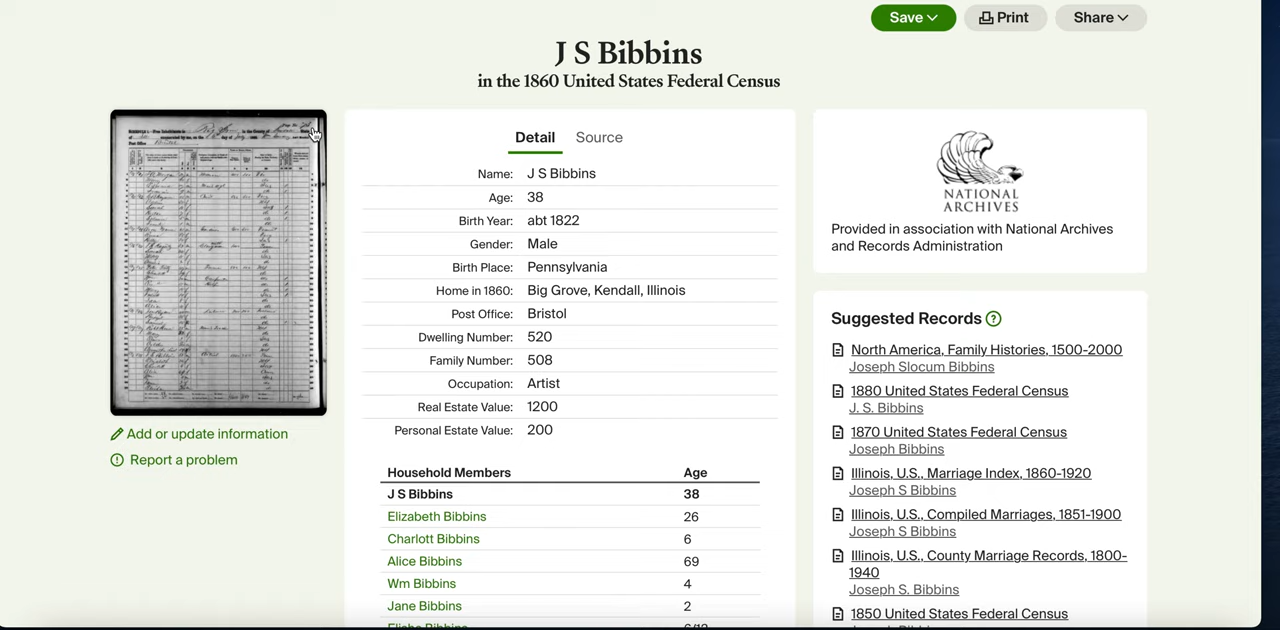 Save
Print
Share
J S Bibbins
in the 1860 United States Federal Census
Detail
Source
Name: J S Bibbins
Age: 38
Birth Year: abt 1822
Gender: Male
Birth Place: Pennsylvania
Home in 1860: Big Grove, Kendall, Illinois
Post Office: Bristol
Dwelling Number: 520
Family Number: 508
Occupation: Artist
Real Estate Value: 1200
Personal Estate Value: 200
Household Members Age
J S Bibbins 38
Elizabeth Bibbins 26
Charlott Bibbins 6
Alice Bibbins 69
Wm Bibbins 4
Jane Bibbins 2
Add or update information
Report a problem
NATIONAL
ARCHIVES
Provided in association with National Archives
and Records Administration
Suggested Records ?
North America, Family Histories, 1500-2000
Joseph Slocum Bibbins
1880 United States Federal Census
J. S. Bibbins
1870 United States Federal Census
Joseph Bibbins
Illinois, U.S., Marriage Index, 1860-1920
Joseph S Bibbins
Illinois, U.S., Compiled Marriages, 1851-1900
Joseph S Bibbins
Illinois, U.S., County Marriage Records, 1800-
1940
Joseph S. Bibbins
1850 United States Federal Census